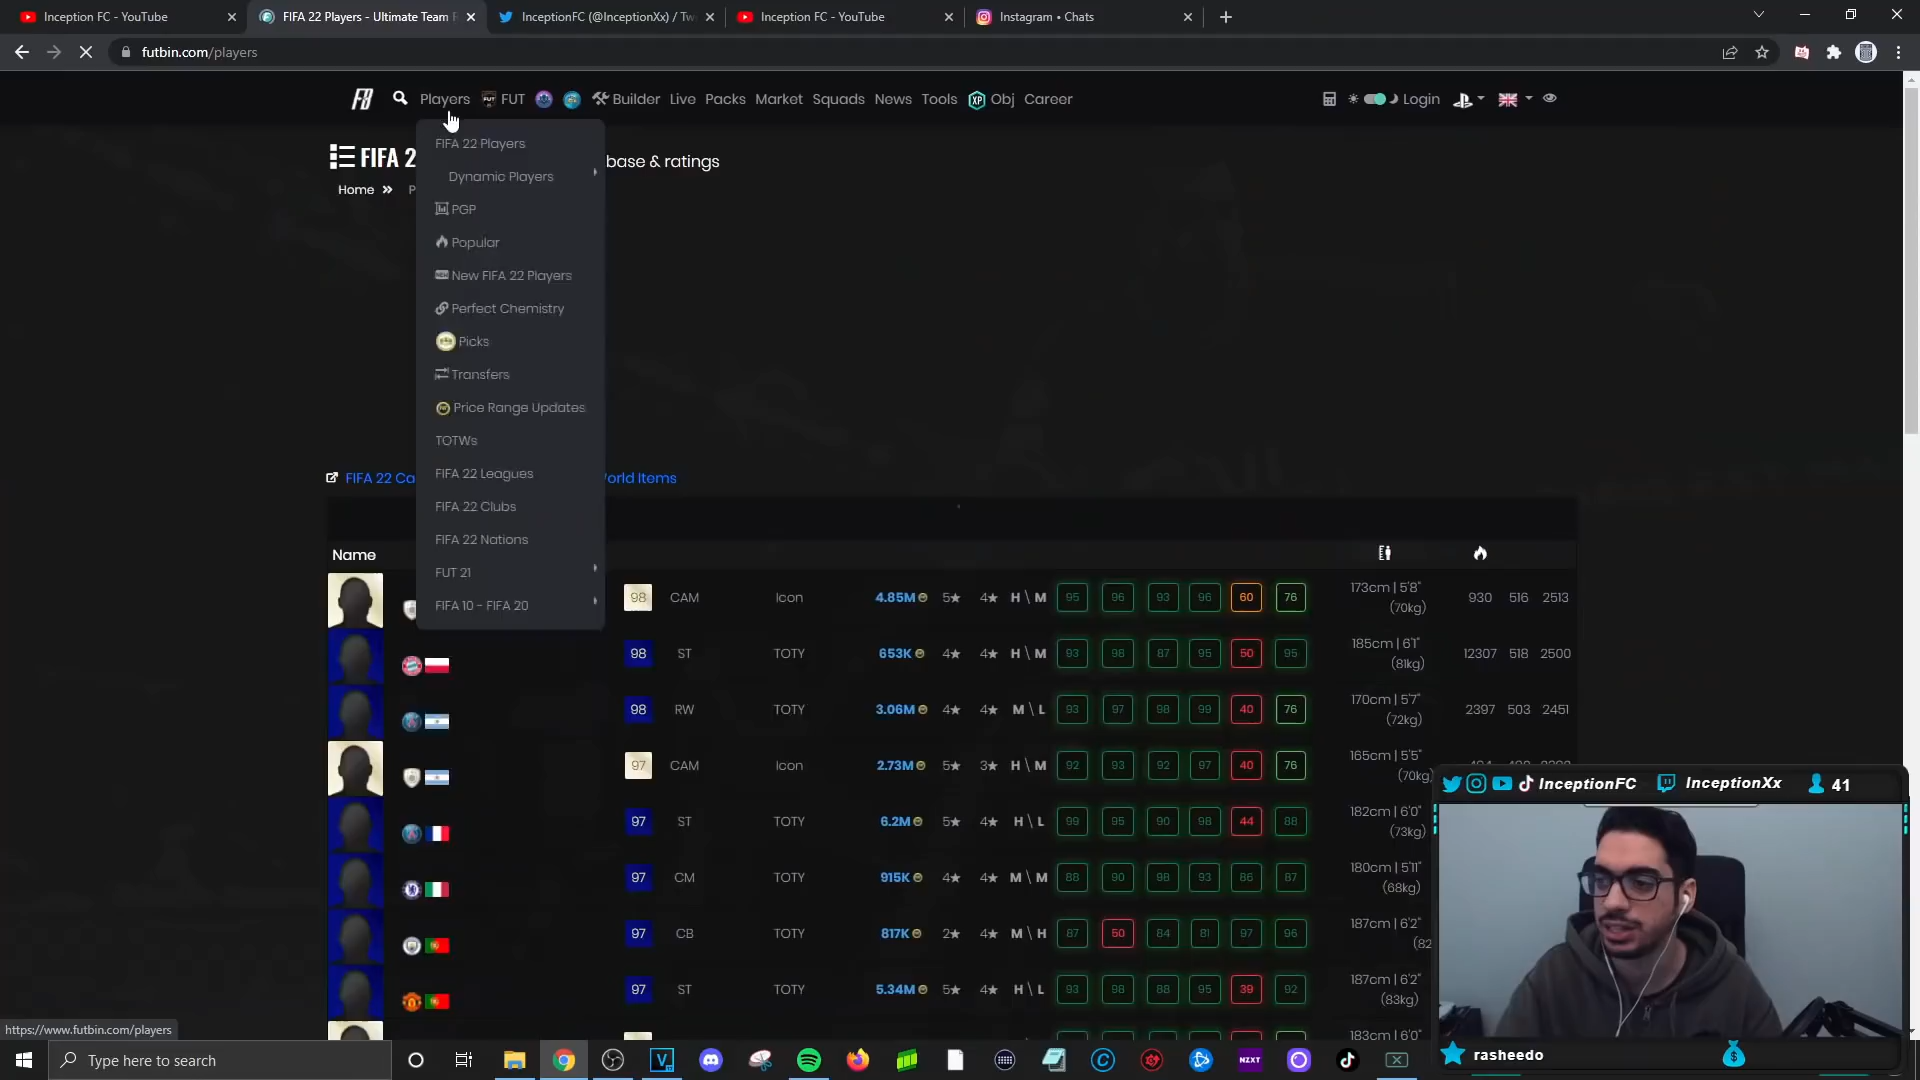 Inception FC - YouTube
FIFA 22 Players - Ultimate Team
InceptionFC (@InceptionXx) / Tw
Inception FC - YouTube
Instagram • Chats
futbin.com/players
Players FUT Builder Live Packs Market Squads News Tools XP Obj Career Login
FIFA 22 Players
FIFA 2 base & ratings
Dynamic Players
Home »
PGP
Popular
New FIFA 22 Players
Perfect Chemistry
Picks
Transfers
Price Range Updates
TOTWs
FIFA 22 Leagues
FIFA 22 Ca orld Items
FIFA 22 Clubs
FIFA 22 Nations
FUT 21
FIFA 10 - FIFA 20
Name
98 CAM Icon 4.85M 5★ 4★ H \ M 95 96 93 96 60 76 173cm | 5'8" (70kg) 930 516 2513
98 ST TOTY 653K 4★ 4★ H \ M 93 98 87 95 50 95 185cm | 6'1" (81kg) 12307 518 2500
98 RW TOTY 3.06M 4★ 4★ M \ L 93 97 98 99 40 76 170cm | 5'7" (72kg) 2397 503 2451
97 CAM Icon 2.73M 5★ 3★ H \ M 92 93 92 97 40 76 165cm | 5'5" (70kg)
97 ST TOTY 6.2M 5★ 4★ H \ L 99 95 90 98 44 88 182cm | 6'0" (73kg)
97 CM TOTY 915K 4★ 4★ M \ M 88 90 98 93 86 87 180cm | 5'11" (68kg)
97 CB TOTY 817K 2★ 4★ M \ H 87 50 84 81 97 96 187cm | 6'2" (82
97 ST TOTY 5.34M 5★ 4★ H \ L 93 98 88 95 39 92 187cm | 6'2" (83kg)
183cm | 6'0"
InceptionFC InceptionXx 41
rasheedo
https://www.futbin.com/players
Type here to search
NZXT